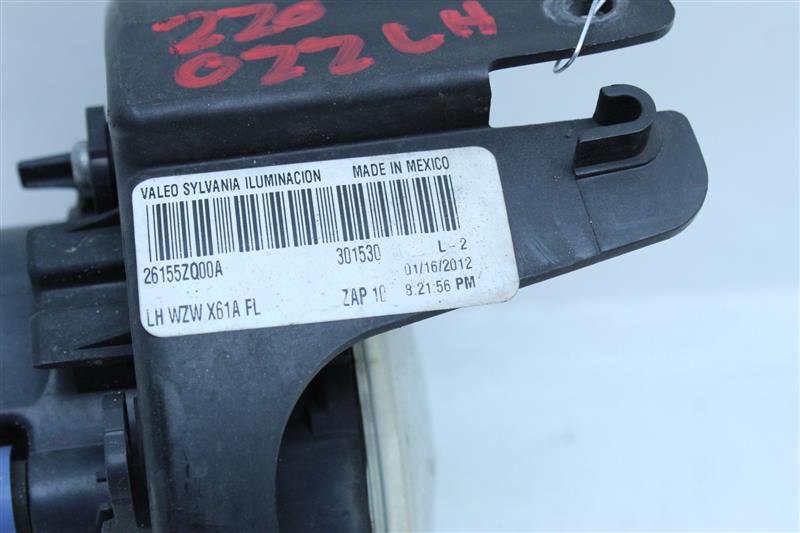 220
022 LH
VALEO SYLVANIA ILUMINACION MADE IN MEXICO
26155ZQ00A 301530 L-2
01/16/2012
LH WZW X61A FL ZAP 10 8:21:56 PM